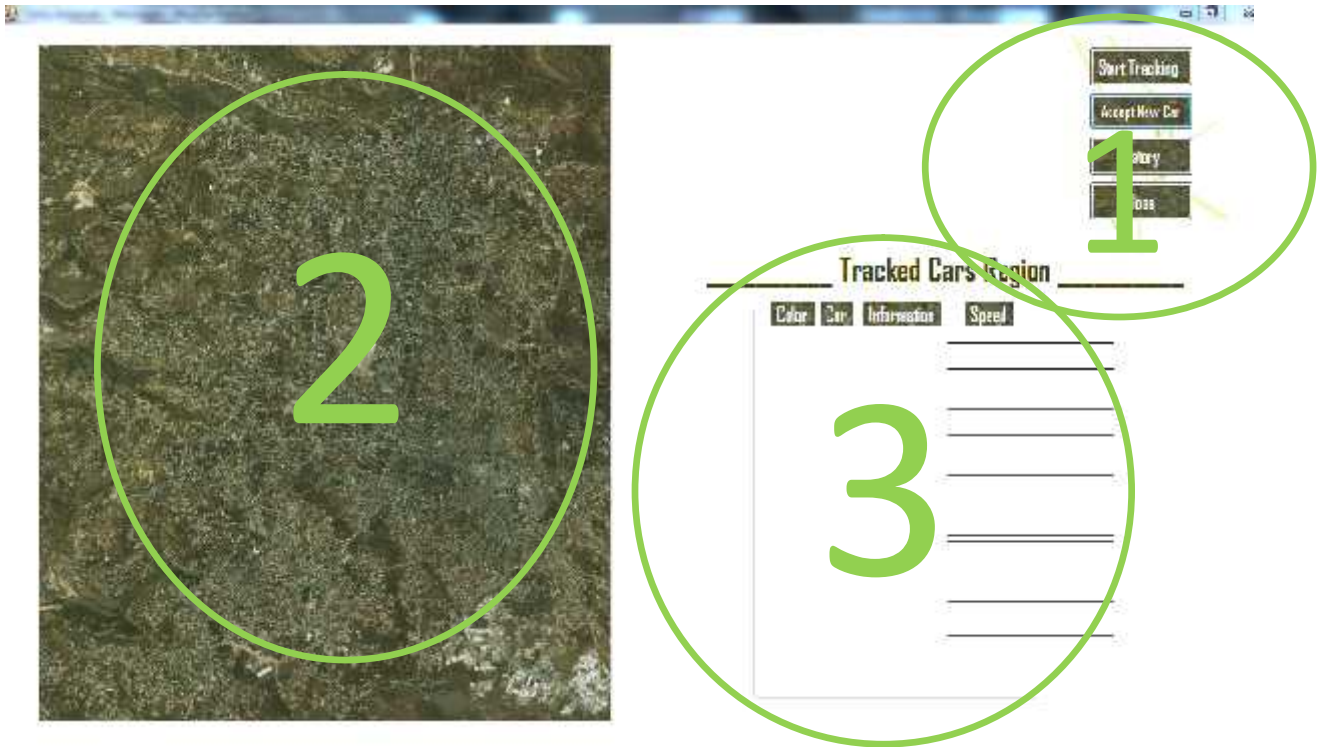 Start Tracking
Accept New Car
1
2
Tracked Cars Region
Color Car Information Speed
3